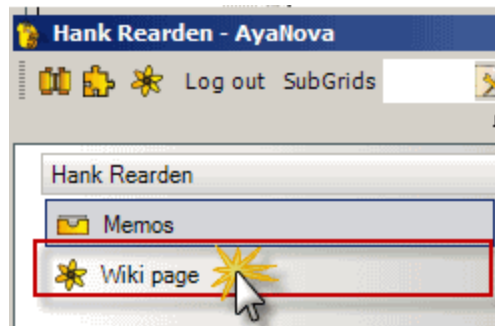 Hank Rearden - AyaNova
Log out SubGrids
Hank Rearden
Memos
Wiki page